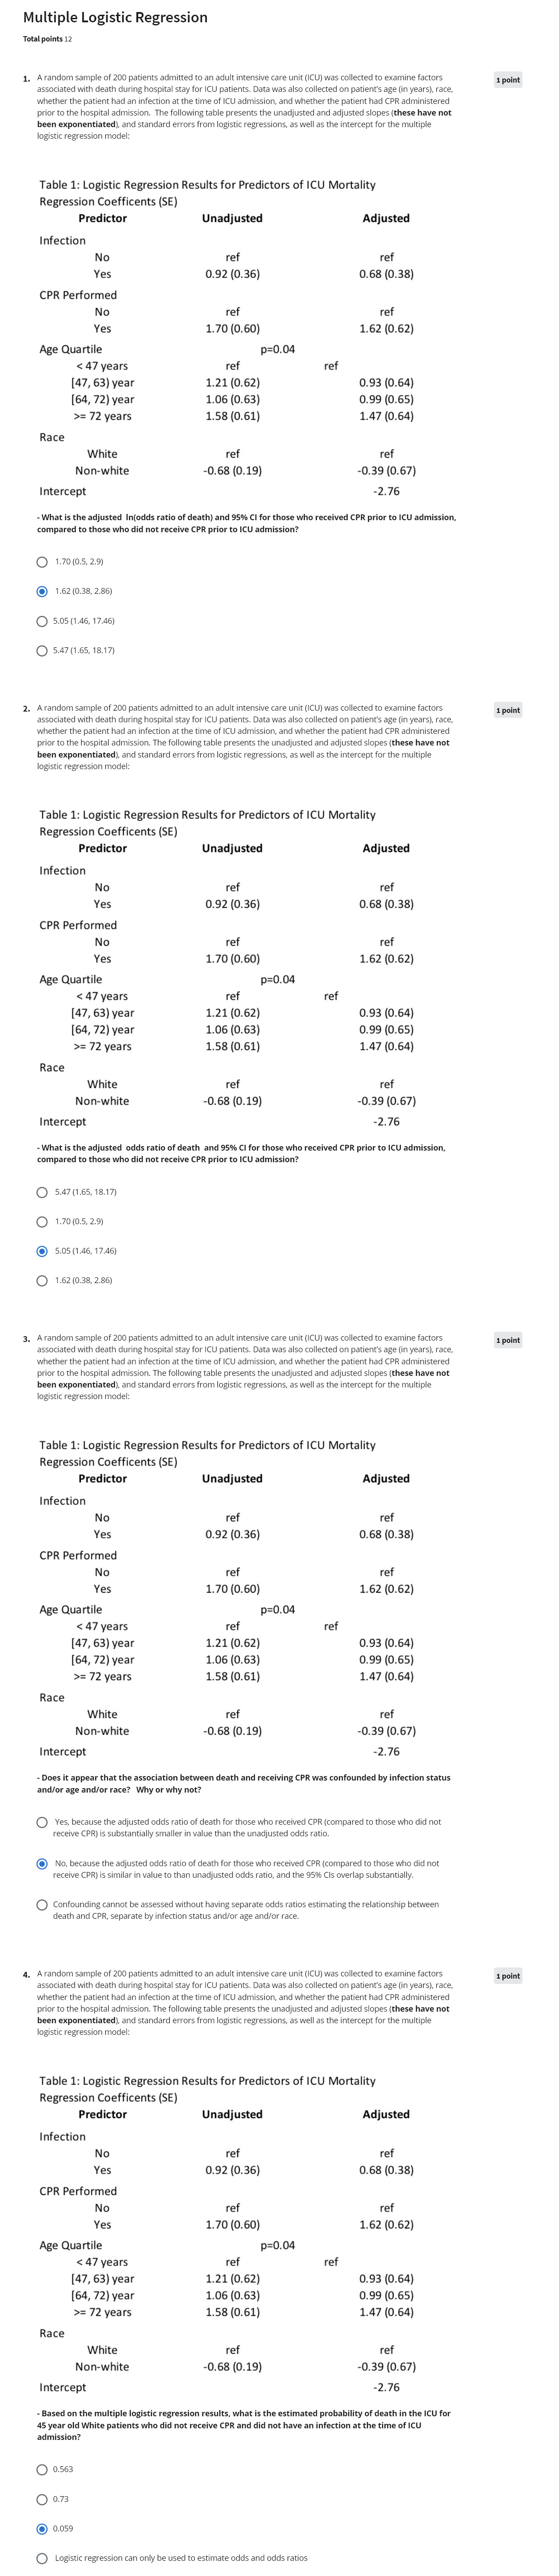 Multiple Logistic Regression
Total points 12
1. A random sample of 200 patients admitted to an adult intensive care unit (ICU) was collected to examine factors 1 point
associated with death during hospital stay for ICU patients. Data was also collected on patient's age (in years), race,
whether the patient had an infection at the time of ICU admission, and whether the patient had CPR administered
prior to the hospital admission. The following table presents the unadjusted and adjusted slopes (these have not
been exponentiated), and standard errors from logistic regressions, as well as the intercept for the multiple
logistic regression model:
Table 1: Logistic Regression Results for Predictors of ICU Mortality
Regression Coefficents (SE)
Predictor Unadjusted Adjusted
Infection
No ref ref
Yes 0.92 (0.36) 0.68 (0.38)
CPR Performed
No ref ref
Yes 1.70 (0.60) 1.62 (0.62)
Age Quartile p=0.04
< 47 years ref ref
[47, 63) year 1.21 (0.62) 0.93 (0.64)
[64, 72) year 1.06 (0.63) 0.99 (0.65)
>= 72 years 1.58 (0.61) 1.47 (0.64)
Race
White ref ref
Non-white -0.68 (0.19) -0.39 (0.67)
Intercept -2.76
- What is the adjusted ln(odds ratio of death) and 95% CI for those who received CPR prior to ICU admission,
compared to those who did not receive CPR prior to ICU admission?
1.70 (0.5, 2.9)
1.62 (0.38, 2.86)
5.05 (1.46, 17.46)
5.47 (1.65, 18.17)
2. A random sample of 200 patients admitted to an adult intensive care unit (ICU) was collected to examine factors 1 point
associated with death during hospital stay for ICU patients. Data was also collected on patient's age (in years), race,
whether the patient had an infection at the time of ICU admission, and whether the patient had CPR administered
prior to the hospital admission. The following table presents the unadjusted and adjusted slopes (these have not
been exponentiated), and standard errors from logistic regressions, as well as the intercept for the multiple
logistic regression model:
Table 1: Logistic Regression Results for Predictors of ICU Mortality
Regression Coefficents (SE)
Predictor Unadjusted Adjusted
Infection
No ref ref
Yes 0.92 (0.36) 0.68 (0.38)
CPR Performed
No ref ref
Yes 1.70 (0.60) 1.62 (0.62)
Age Quartile p=0.04
< 47 years ref ref
[47, 63) year 1.21 (0.62) 0.93 (0.64)
[64, 72) year 1.06 (0.63) 0.99 (0.65)
>= 72 years 1.58 (0.61) 1.47 (0.64)
Race
White ref ref
Non-white -0.68 (0.19) -0.39 (0.67)
Intercept -2.76
- What is the adjusted odds ratio of death and 95% CI for those who received CPR prior to ICU admission,
compared to those who did not receive CPR prior to ICU admission?
5.47 (1.65, 18.17)
1.70 (0.5, 2.9)
5.05 (1.46, 17.46)
1.62 (0.38, 2.86)
3. A random sample of 200 patients admitted to an adult intensive care unit (ICU) was collected to examine factors 1 point
associated with death during hospital stay for ICU patients. Data was also collected on patient's age (in years), race,
whether the patient had an infection at the time of ICU admission, and whether the patient had CPR administered
prior to the hospital admission. The following table presents the unadjusted and adjusted slopes (these have not
been exponentiated), and standard errors from logistic regressions, as well as the intercept for the multiple
logistic regression model:
Table 1: Logistic Regression Results for Predictors of ICU Mortality
Regression Coefficents (SE)
Predictor Unadjusted Adjusted
Infection
No ref ref
Yes 0.92 (0.36) 0.68 (0.38)
CPR Performed
No ref ref
Yes 1.70 (0.60) 1.62 (0.62)
Age Quartile p=0.04
< 47 years ref ref
[47, 63) year 1.21 (0.62) 0.93 (0.64)
[64, 72) year 1.06 (0.63) 0.99 (0.65)
>= 72 years 1.58 (0.61) 1.47 (0.64)
Race
White ref ref
Non-white -0.68 (0.19) -0.39 (0.67)
Intercept -2.76
- Does it appear that the association between death and receiving CPR was confounded by infection status
and/or age and/or race? Why or why not?
Yes, because the adjusted odds ratio of death for those who received CPR (compared to those who did not
receive CPR) is substantially smaller in value than the unadjusted odds ratio.
No, because the adjusted odds ratio of death for those who received CPR (compared to those who did not
receive CPR) is similar in value to than unadjusted odds ratio, and the 95% CIs overlap substantially.
Confounding cannot be assessed without having separate odds ratios estimating the relationship between
death and CPR, separate by infection status and/or age and/or race.
4. A random sample of 200 patients admitted to an adult intensive care unit (ICU) was collected to examine factors 1 point
associated with death during hospital stay for ICU patients. Data was also collected on patient's age (in years), race,
whether the patient had an infection at the time of ICU admission, and whether the patient had CPR administered
prior to the hospital admission. The following table presents the unadjusted and adjusted slopes (these have not
been exponentiated), and standard errors from logistic regressions, as well as the intercept for the multiple
logistic regression model:
Table 1: Logistic Regression Results for Predictors of ICU Mortality
Regression Coefficents (SE)
Predictor Unadjusted Adjusted
Infection
No ref ref
Yes 0.92 (0.36) 0.68 (0.38)
CPR Performed
No ref ref
Yes 1.70 (0.60) 1.62 (0.62)
Age Quartile p=0.04
< 47 years ref ref
[47, 63) year 1.21 (0.62) 0.93 (0.64)
[64, 72) year 1.06 (0.63) 0.99 (0.65)
>= 72 years 1.58 (0.61) 1.47 (0.64)
Race
White ref ref
Non-white -0.68 (0.19) -0.39 (0.67)
Intercept -2.76
- Based on the multiple logistic regression results, what is the estimated probability of death in the ICU for
45 year old White patients who did not receive CPR and did not have an infection at the time of ICU
admission?
0.563
0.73
0.059
Logistic regression can only be used to estimate odds and odds ratios